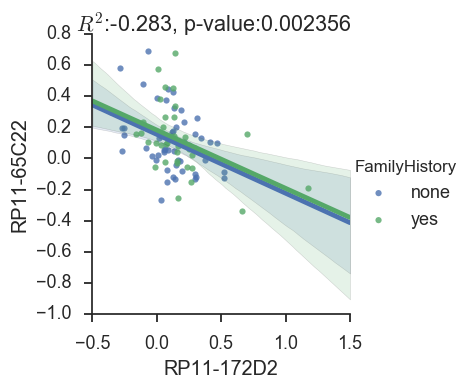 R²:-0.283, p-value:0.002356
0.8
0.6
0.4
0.2
0.0
−0.2
−0.4
−0.6
−0.8
−1.0
RP11-65C22
−0.5 0.0 0.5 1.0 1.5
RP11-172D2
FamilyHistory
none
yes